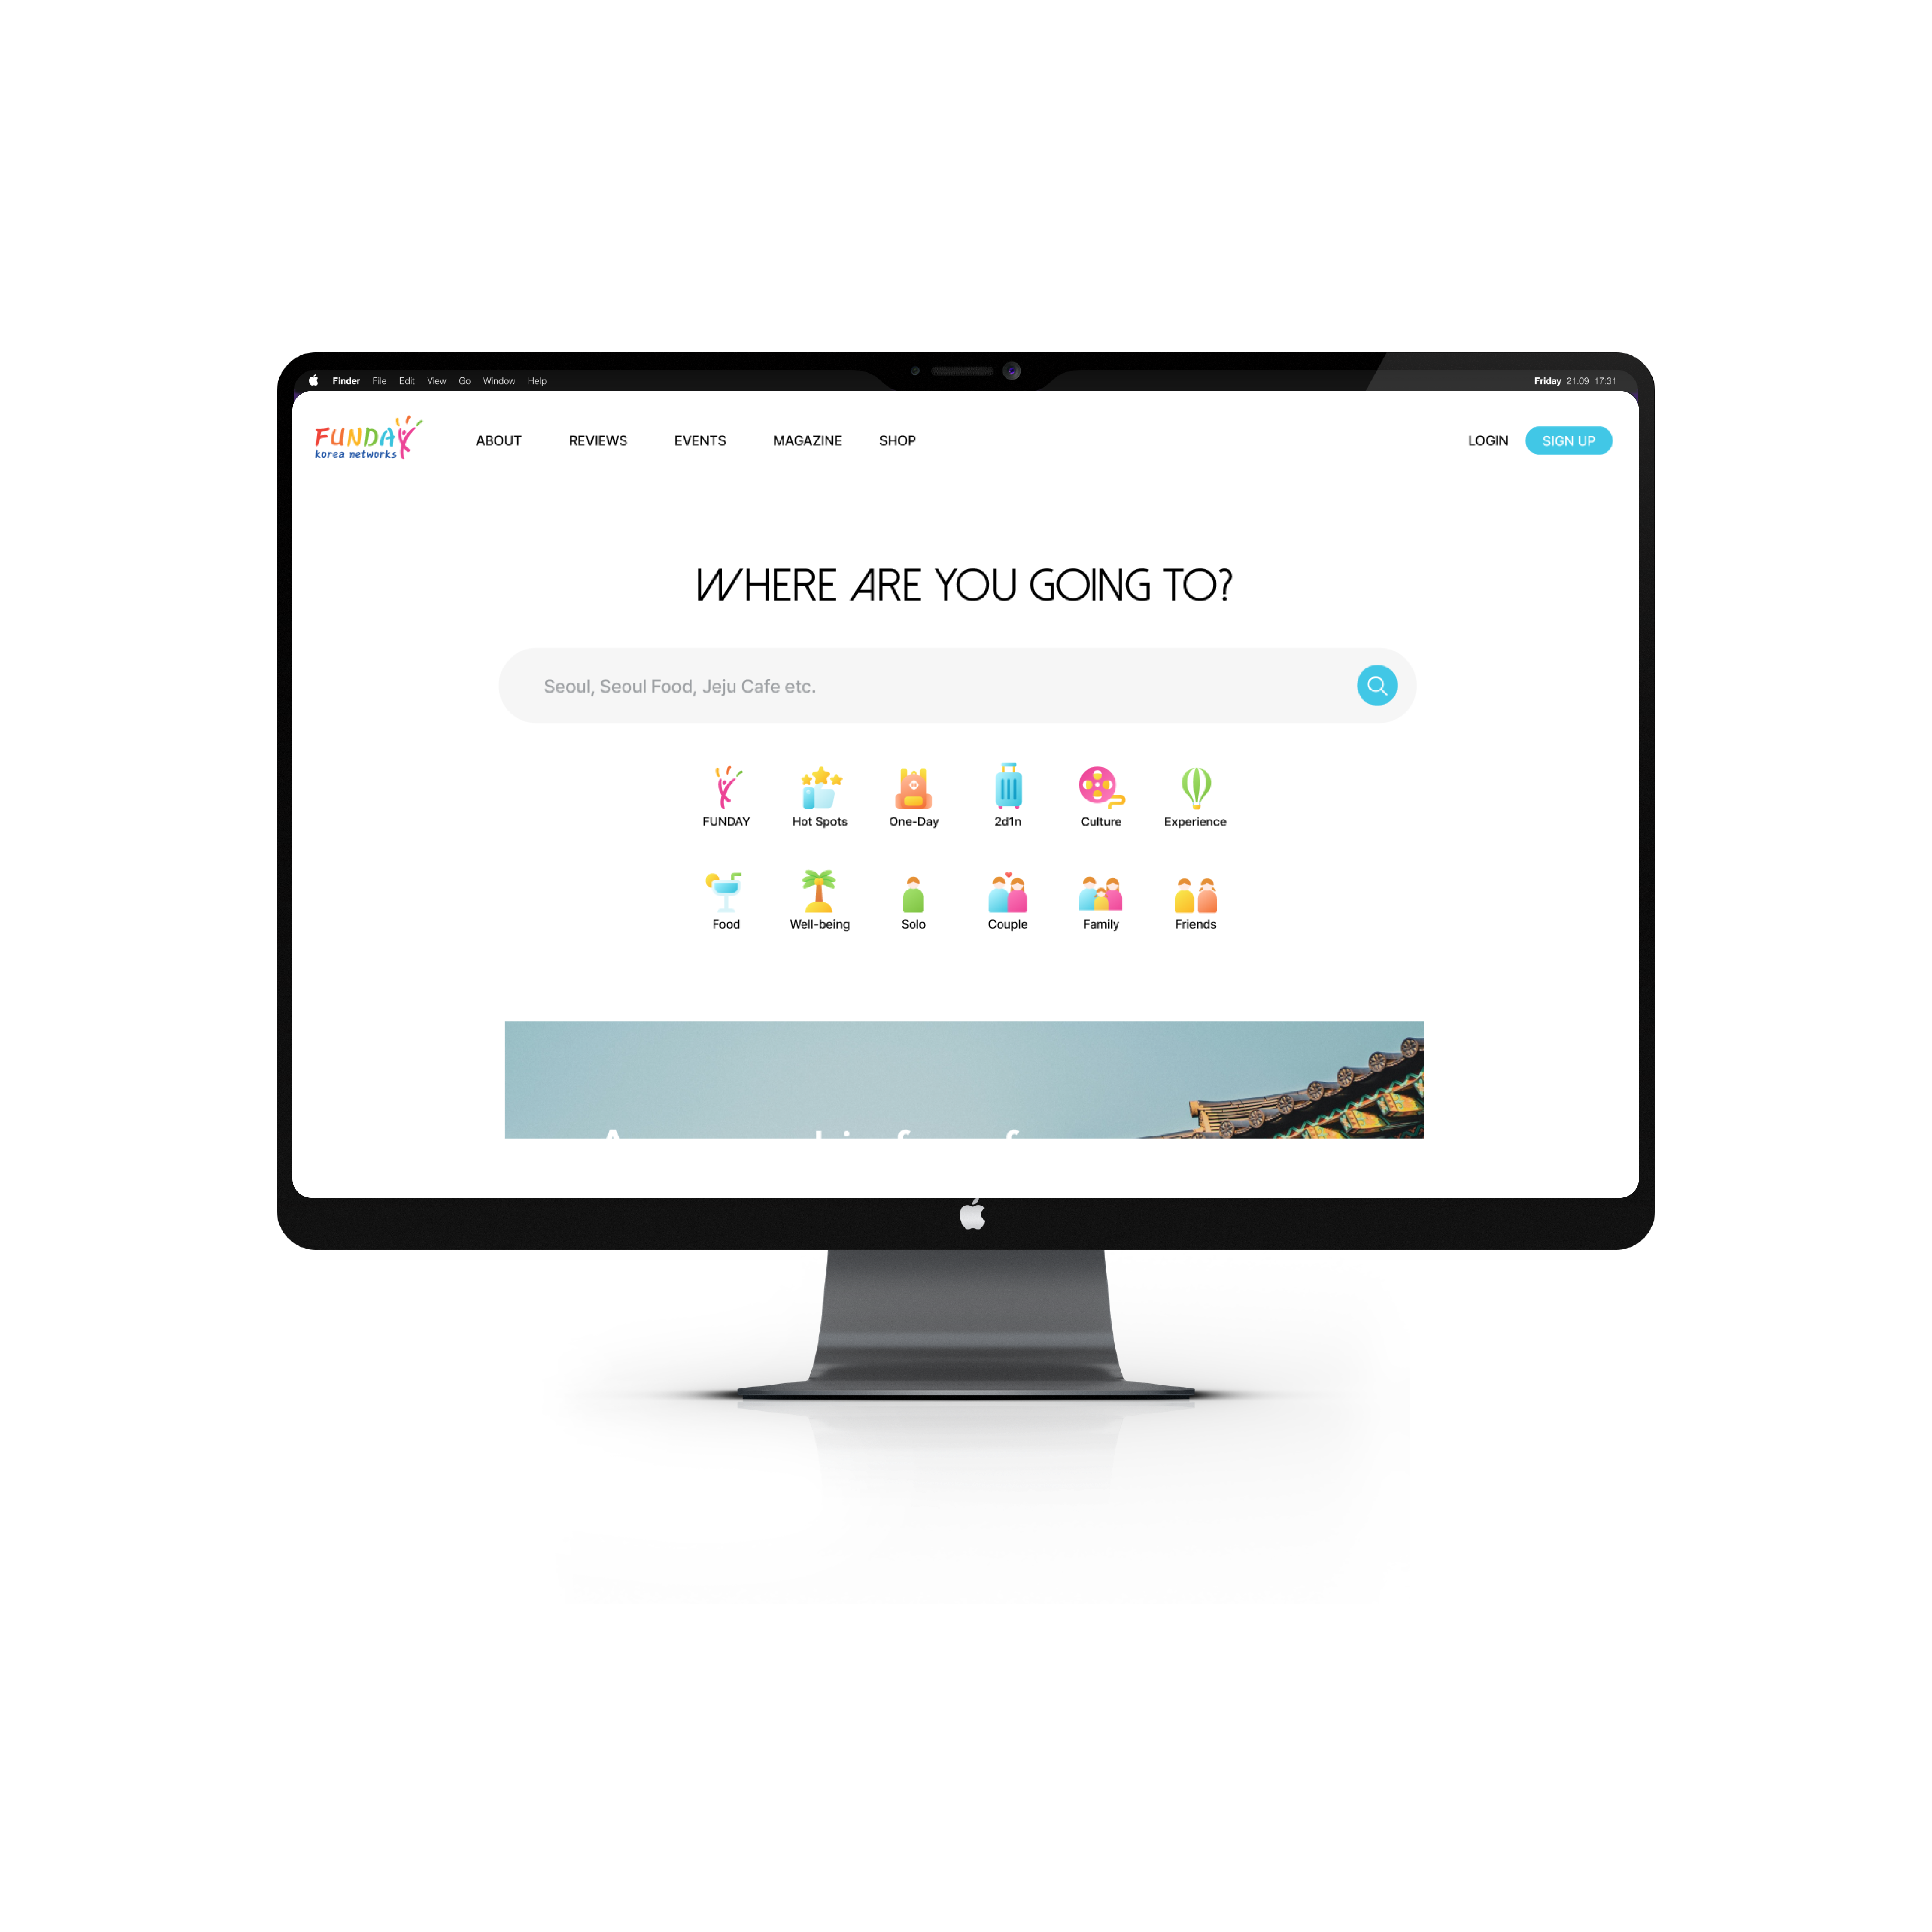 Finder File Edit View Go Window Help Friday 21.09 17:31
FUNDAY
korea networks
ABOUT REVIEWS EVENTS MAGAZINE SHOP LOGIN SIGN UP
WHERE ARE YOU GOING TO?
Seoul, Seoul Food, Jeju Cafe etc.
FUNDAY Hot Spots One-Day 2d1n Culture Experience
Food Well-being Solo Couple Family Friends